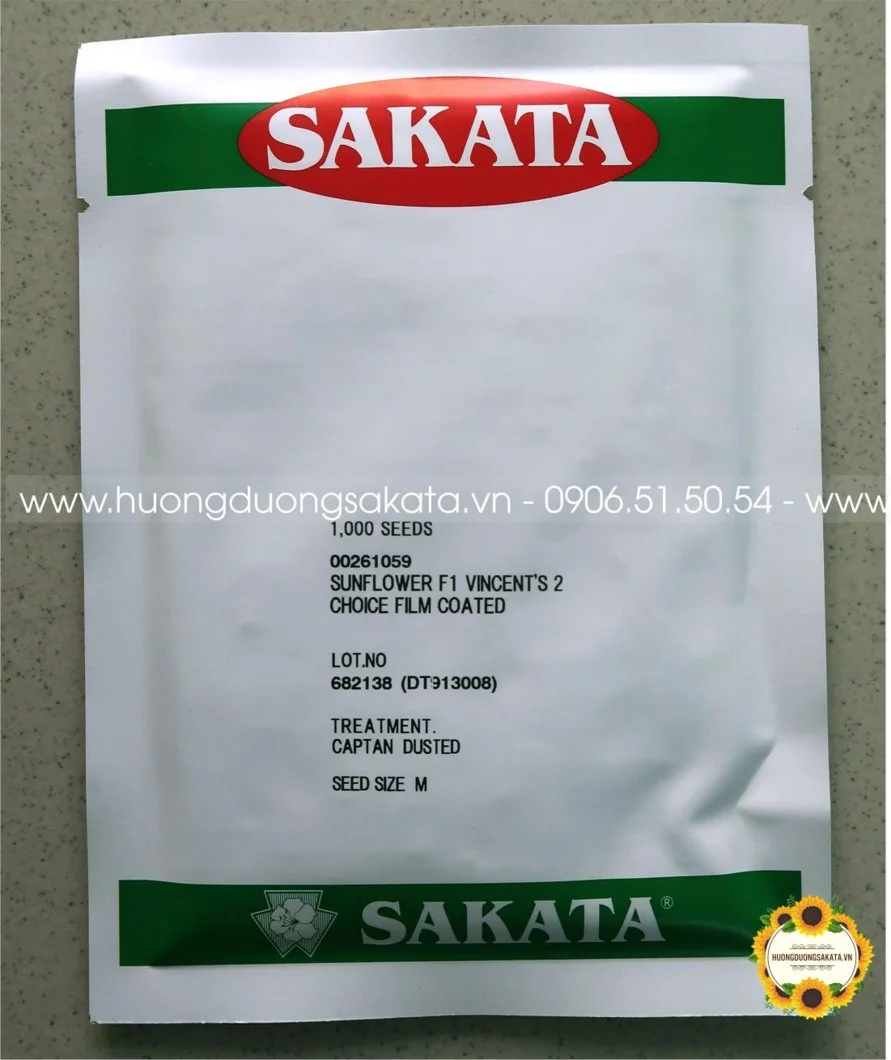 SAKATA
www.huongduongsakata.vn - 0906.51.50.54 - www.
1,000 SEEDS
00261059
SUNFLOWER F1 VINCENT'S 2
CHOICE FILM COATED
LOT.NO
682138 (DT913008)
TREATMENT.
CAPTAN DUSTED
SEED SIZE M
SAKATA®
HUONGDUONGSAKATA.VN